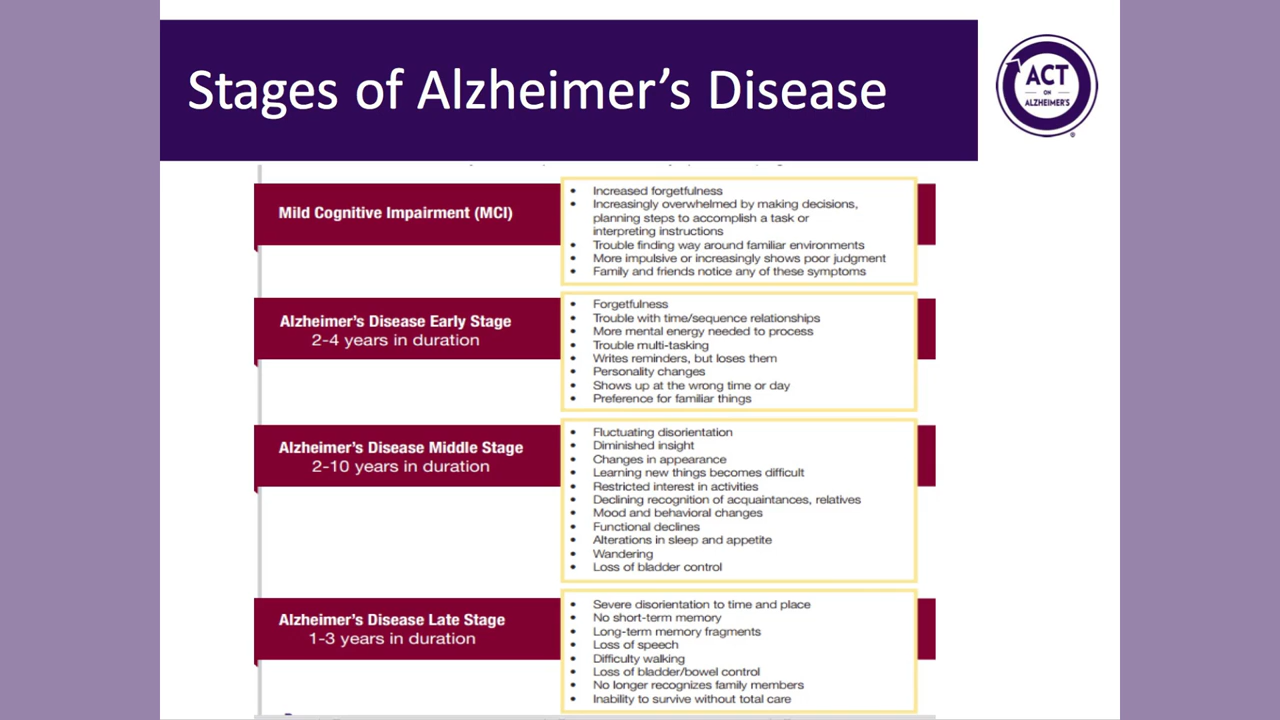 Stages of Alzheimer's Disease
ACT
ON
ALZHEIMER'S
®
Mild Cognitive Impairment (MCI)
• Increased forgetfulness
• Increasingly overwhelmed by making decisions,
planning steps to accomplish a task or
interpreting instructions
• Trouble finding way around familiar environments
• More impulsive or increasingly shows poor judgment
• Family and friends notice any of these symptoms
Alzheimer's Disease Early Stage
2-4 years in duration
• Forgetfulness
• Trouble with time/sequence relationships
• More mental energy needed to process
• Trouble multi-tasking
• Writes reminders, but loses them
• Personality changes
• Shows up at the wrong time or day
• Preference for familiar things
Alzheimer's Disease Middle Stage
2-10 years in duration
• Fluctuating disorientation
• Diminished insight
• Changes in appearance
• Learning new things becomes difficult
• Restricted interest in activities
• Declining recognition of acquaintances, relatives
• Mood and behavioral changes
• Functional declines
• Alterations in sleep and appetite
• Wandering
• Loss of bladder control
Alzheimer's Disease Late Stage
1-3 years in duration
• Severe disorientation to time and place
• No short-term memory
• Long-term memory fragments
• Loss of speech
• Difficulty walking
• Loss of bladder/bowel control
• No longer recognizes family members
• Inability to survive without total care